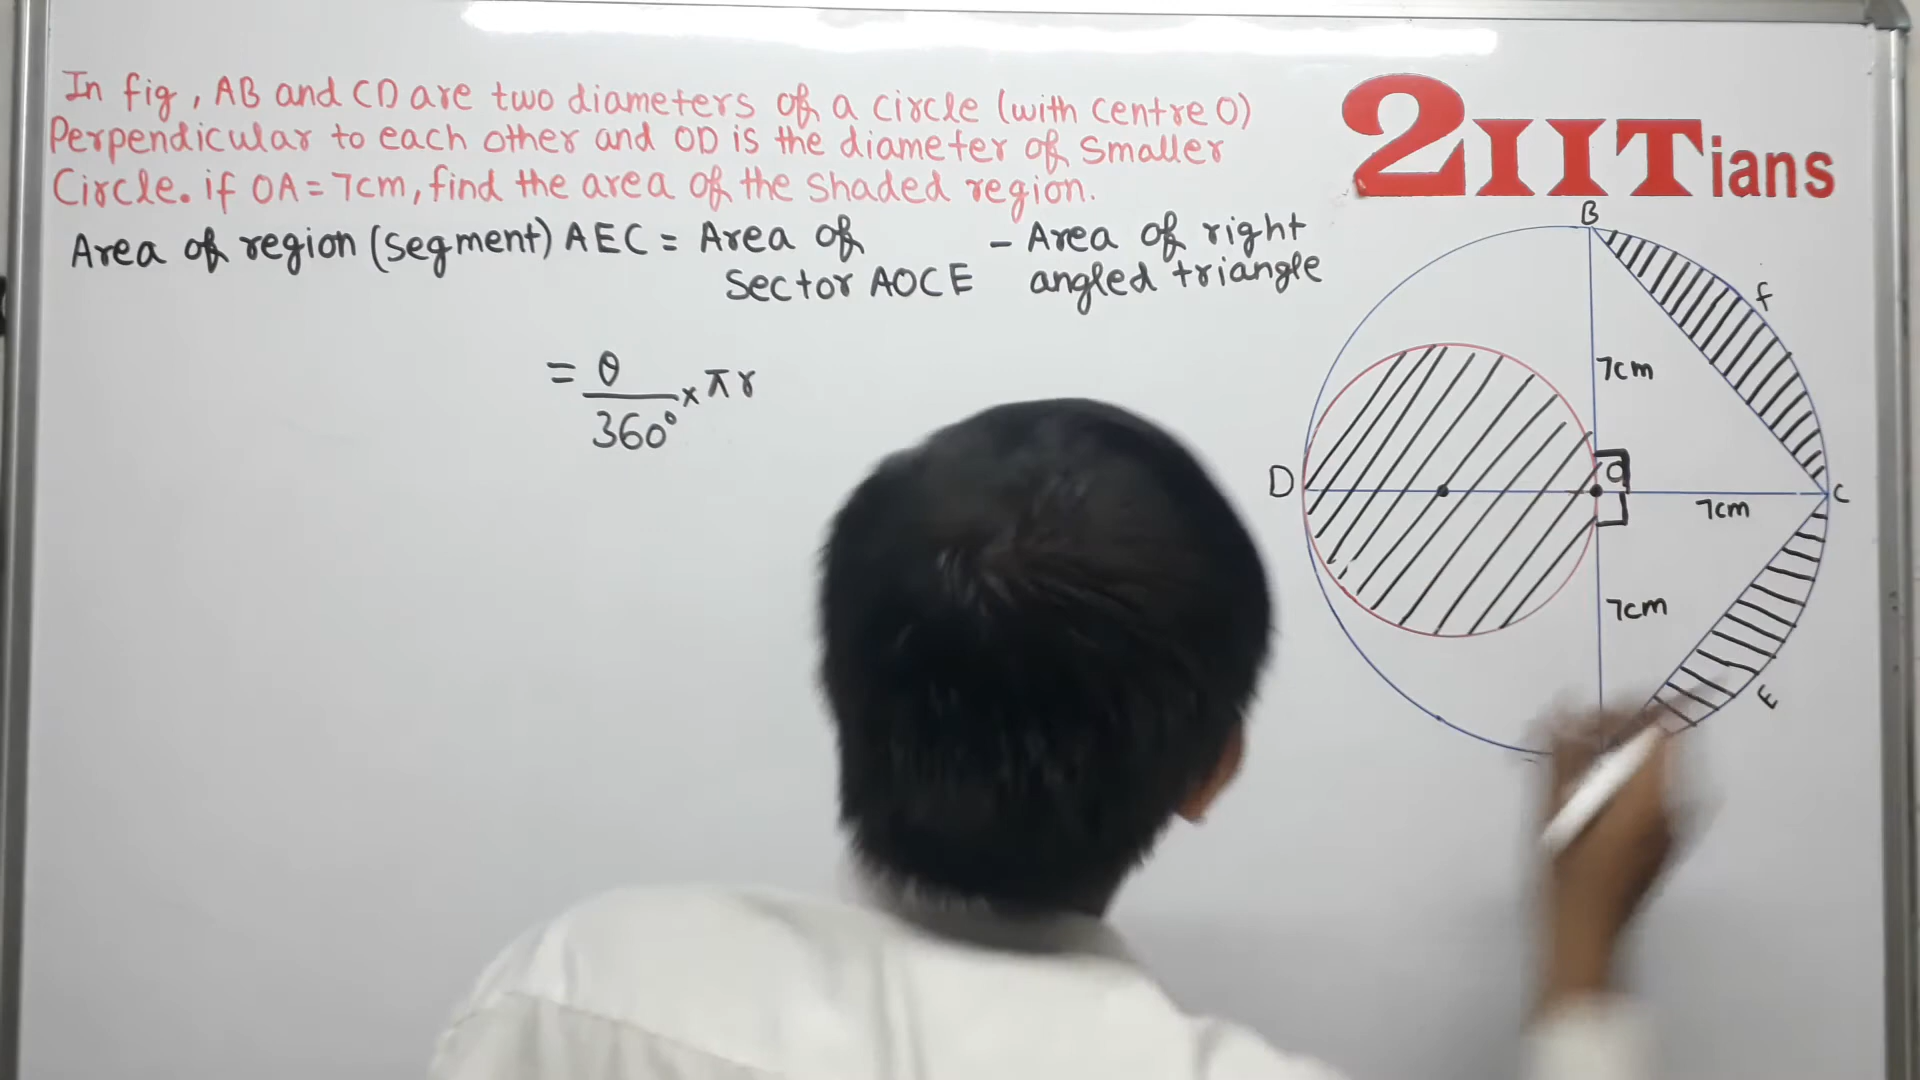 In fig, AB and CD are two diameters of a circle (with centre O)
Perpendicular to each other and OD is the diameter of smaller
Circle. if OA = 7cm, find the area of the shaded region.
2IITians
Area of region (segment) AEC = Area of sector AOCE - Area of right angled triangle
= θ/360° × π r
B
F
7cm
D
O
C
7cm
7cm
E